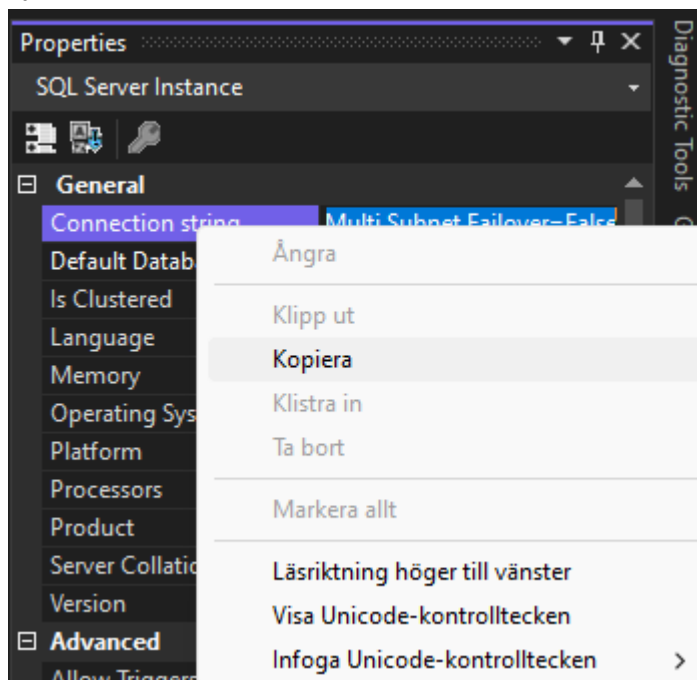 Properties
SQL Server Instance
General
Connection string Multi Subnet Failover=False
Default Datab
Is Clustered
Language
Memory
Operating Sys
Platform
Processors
Product
Server Collatio
Version
Advanced
Allow Triggers
Ångra
Klipp ut
Kopiera
Klistra in
Ta bort
Markera allt
Läsriktning höger till vänster
Visa Unicode-kontrolltecken
Infoga Unicode-kontrolltecken
Diagnostic Tools